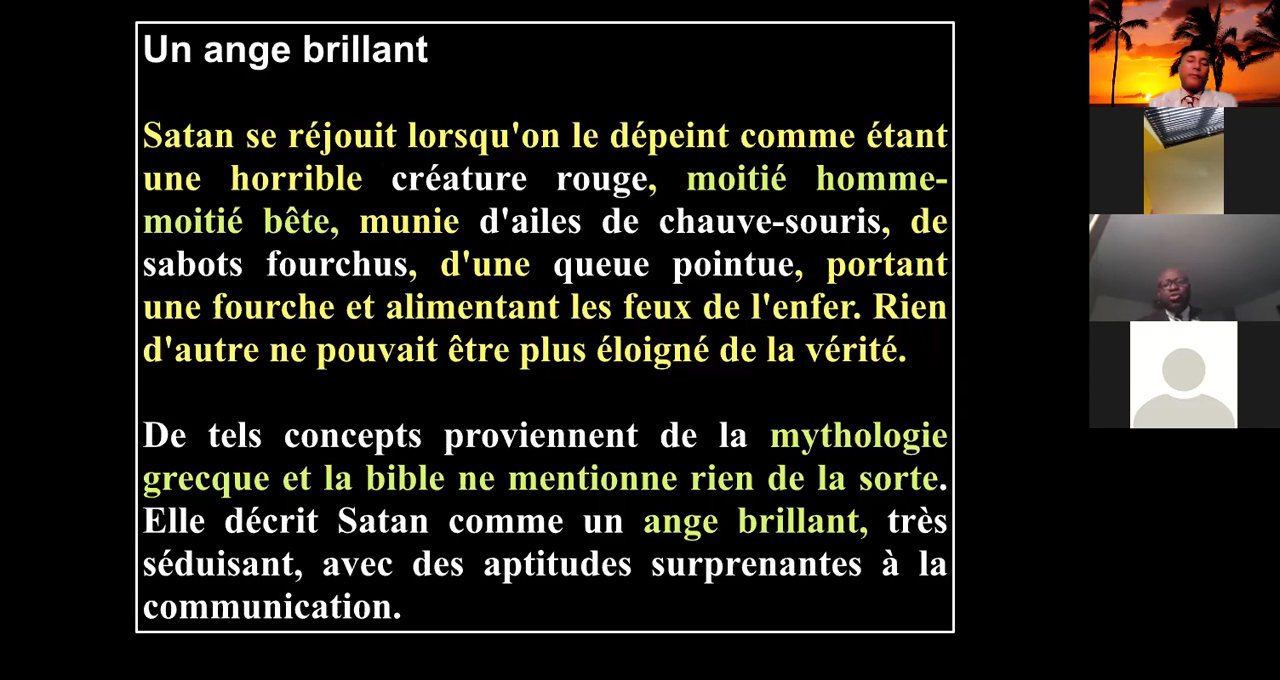 Un ange brillant
Satan se réjouit lorsqu'on le dépeint comme étant
une horrible créature rouge, moitié homme-
moitié bête, munie d'ailes de chauve-souris, de
sabots fourchus, d'une queue pointue, portant
une fourche et alimentant les feux de l'enfer. Rien
d'autre ne pouvait être plus éloigné de la vérité.
De tels concepts proviennent de la mythologie
grecque et la bible ne mentionne rien de la sorte.
Elle décrit Satan comme un ange brillant, très
séduisant, avec des aptitudes surprenantes à la
communication.